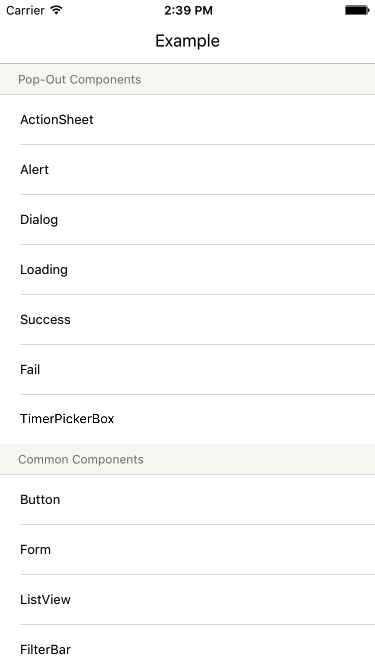 Carrier 2:39 PM
Example
Pop-Out Components
ActionSheet
Alert
Dialog
Loading
Success
Fail
TimerPickerBox
Common Components
Button
Form
ListView
FilterBar